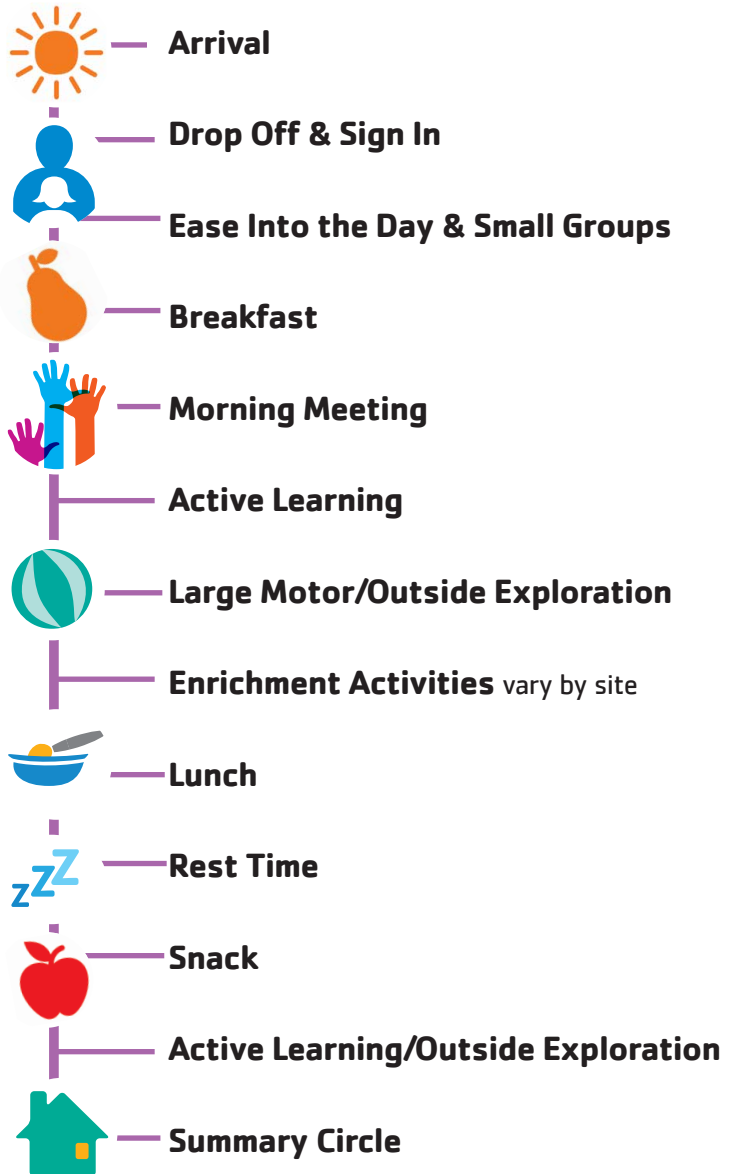 Arrival
Drop Off & Sign In
Ease Into the Day & Small Groups
Breakfast
Morning Meeting
Active Learning
Large Motor/Outside Exploration
Enrichment Activities vary by site
Lunch
zzZ
Rest Time
Snack
Active Learning/Outside Exploration
Summary Circle